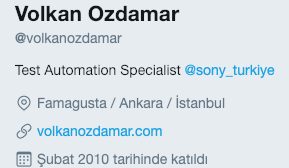 Volkan Ozdamar
@volkanozdamar
Test Automation Specialist @sony_turkiye
Famagusta / Ankara / İstanbul
volkanozdamar.com
Şubat 2010 tarihinde katıldı